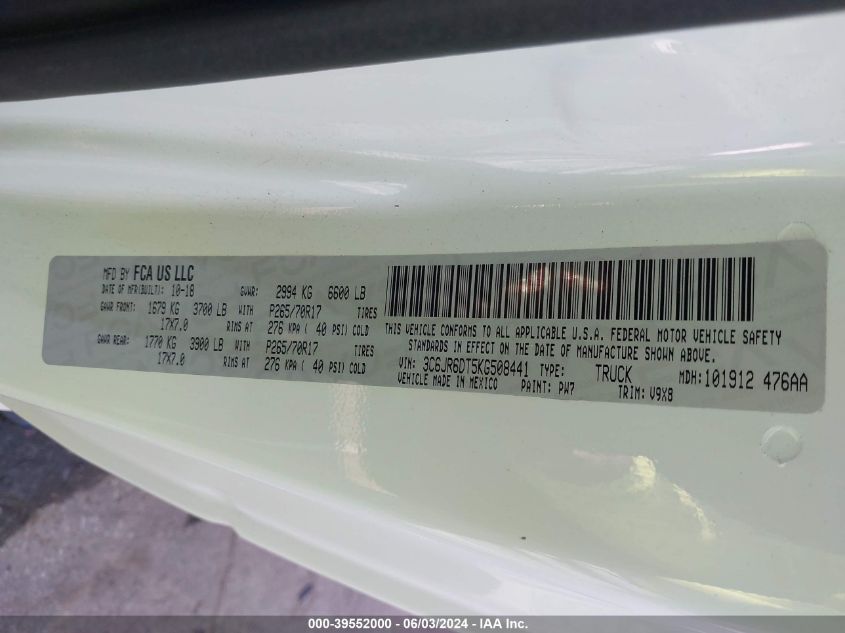 MFD BY FCA US LLC
DATE OF MFR(BUILT): 10-18 GVWR: 2994 KG 6600 LB
GAWR FRONT: 1679 KG 3700 LB WITH P265/70R17 TIRES
17X7.0 RIMS AT 276 KPA ( 40 PSI) COLD
GAWR REAR: 1770 KG 3900 LB WITH P265/70R17 TIRES
17X7.0 RIMS AT 276 KPA ( 40 PSI) COLD
THIS VEHICLE CONFORMS TO ALL APPLICABLE U.S.A. FEDERAL MOTOR VEHICLE SAFETY
STANDARDS IN EFFECT ON THE DATE OF MANUFACTURE SHOWN ABOVE.
VIN: 3C6JR6DT5KG508441 TYPE: TRUCK MDH:101912 476AA
VEHICLE MADE IN MEXICO PAINT: PW7 TRIM: V9X8
000-39552000 - 06/03/2024 - IAA Inc.